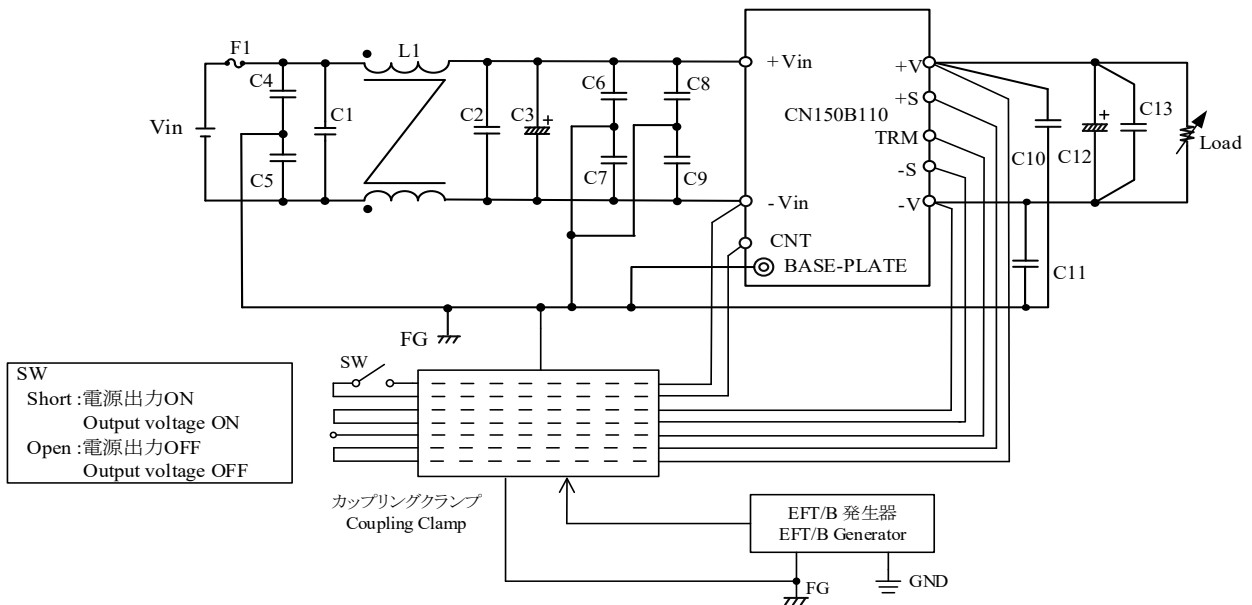 F1
L1
C4
C5
C1
C2
C3
+
C6
C7
C8
C9
Vin
+Vin
-Vin
CNT
BASE-PLATE
CN150B110
+V
+S
TRM
-S
-V
C10
C11
+
C12
C13
Load
FG
SW
SW
Short :電源出力ON
Output voltage ON
Open :電源出力OFF
Output voltage OFF
カップリングクランプ
Coupling Clamp
EFT/B 発生器
EFT/B Generator
FG
GND